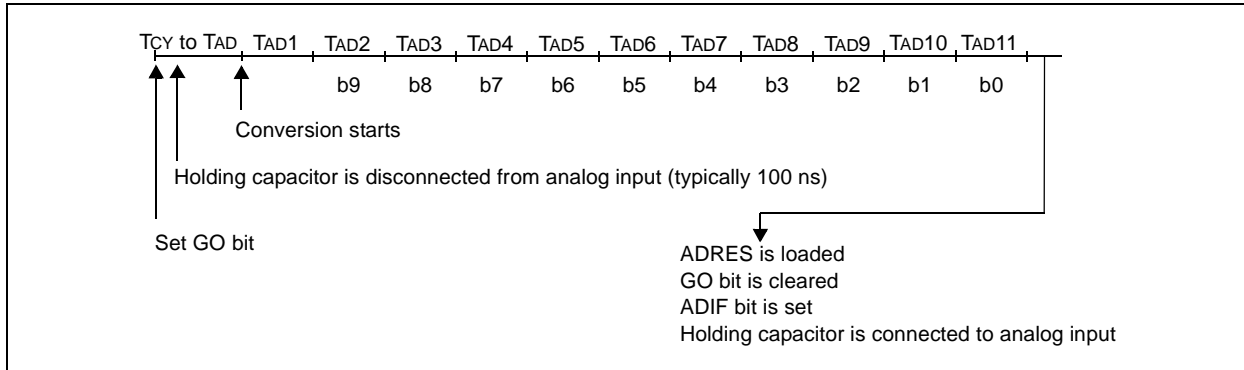 TCY to TAD TAD1 TAD2 TAD3 TAD4 TAD5 TAD6 TAD7 TAD8 TAD9 TAD10 TAD11
b9 b8 b7 b6 b5 b4 b3 b2 b1 b0
Conversion starts
Holding capacitor is disconnected from analog input (typically 100 ns)
Set GO bit
ADRES is loaded
GO bit is cleared
ADIF bit is set
Holding capacitor is connected to analog input